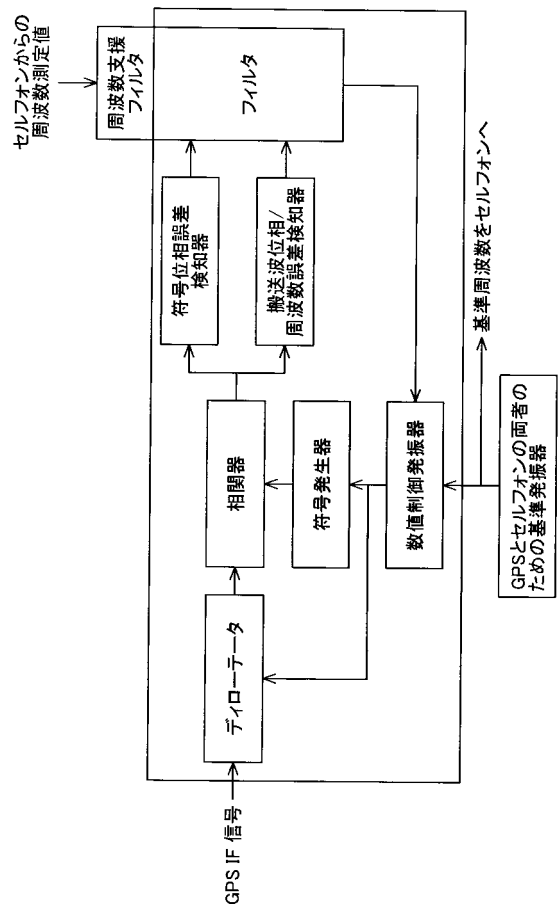 セルフォンからの
周波数測定値
周波数支援
フィルタ
フィルタ
符号位相誤差
検知器
搬送波位相/
周波数誤差検知器
相関器
符号発生器
数値制御発振器
基準周波数をセルフォンへ
ディローテータ
GPS IF 信号
GPSとセルフォンの両者の
ための基準発振器